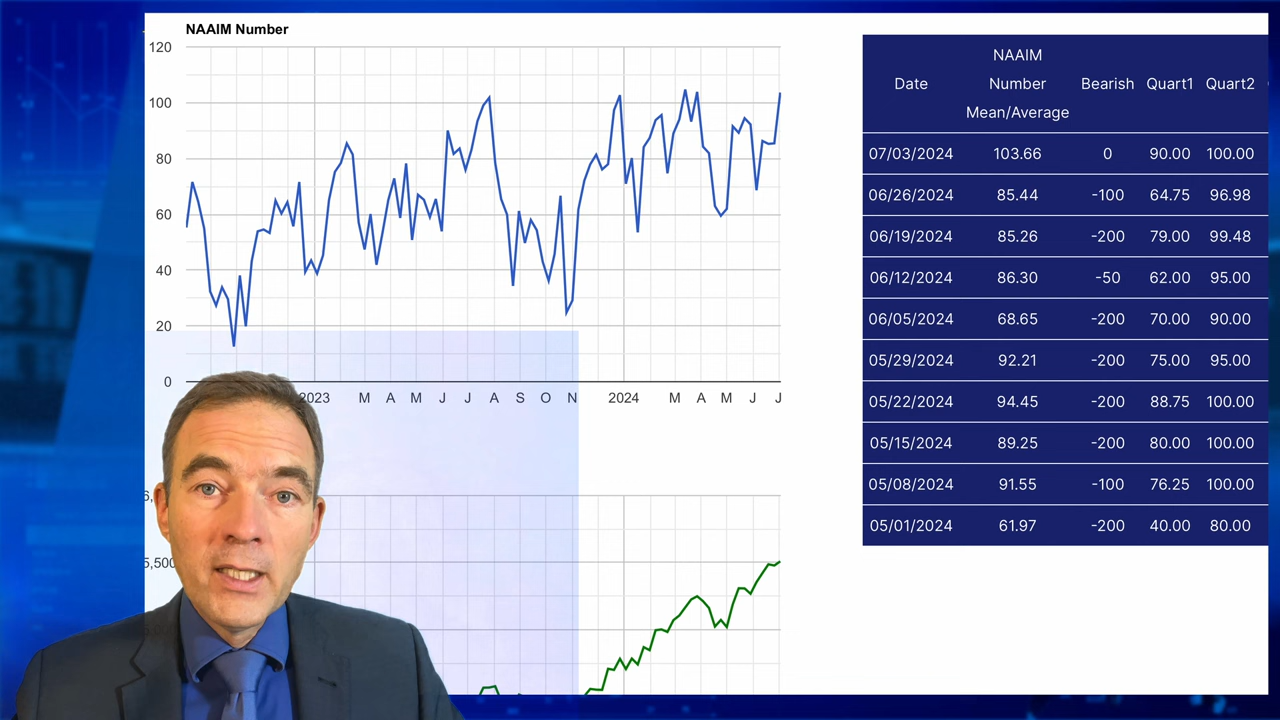 NAAIM Number
120
100
80
60
40
20
0
2023 M A M J J A S O N 2024 M A M J J
5,500
NAAIM
Date Number Bearish Quart1 Quart2
Mean/Average
07/03/2024 103.66 0 90.00 100.00
06/26/2024 85.44 -100 64.75 96.98
06/19/2024 85.26 -200 79.00 99.48
06/12/2024 86.30 -50 62.00 95.00
06/05/2024 68.65 -200 70.00 90.00
05/29/2024 92.21 -200 75.00 95.00
05/22/2024 94.45 -200 88.75 100.00
05/15/2024 89.25 -200 80.00 100.00
05/08/2024 91.55 -100 76.25 100.00
05/01/2024 61.97 -200 40.00 80.00